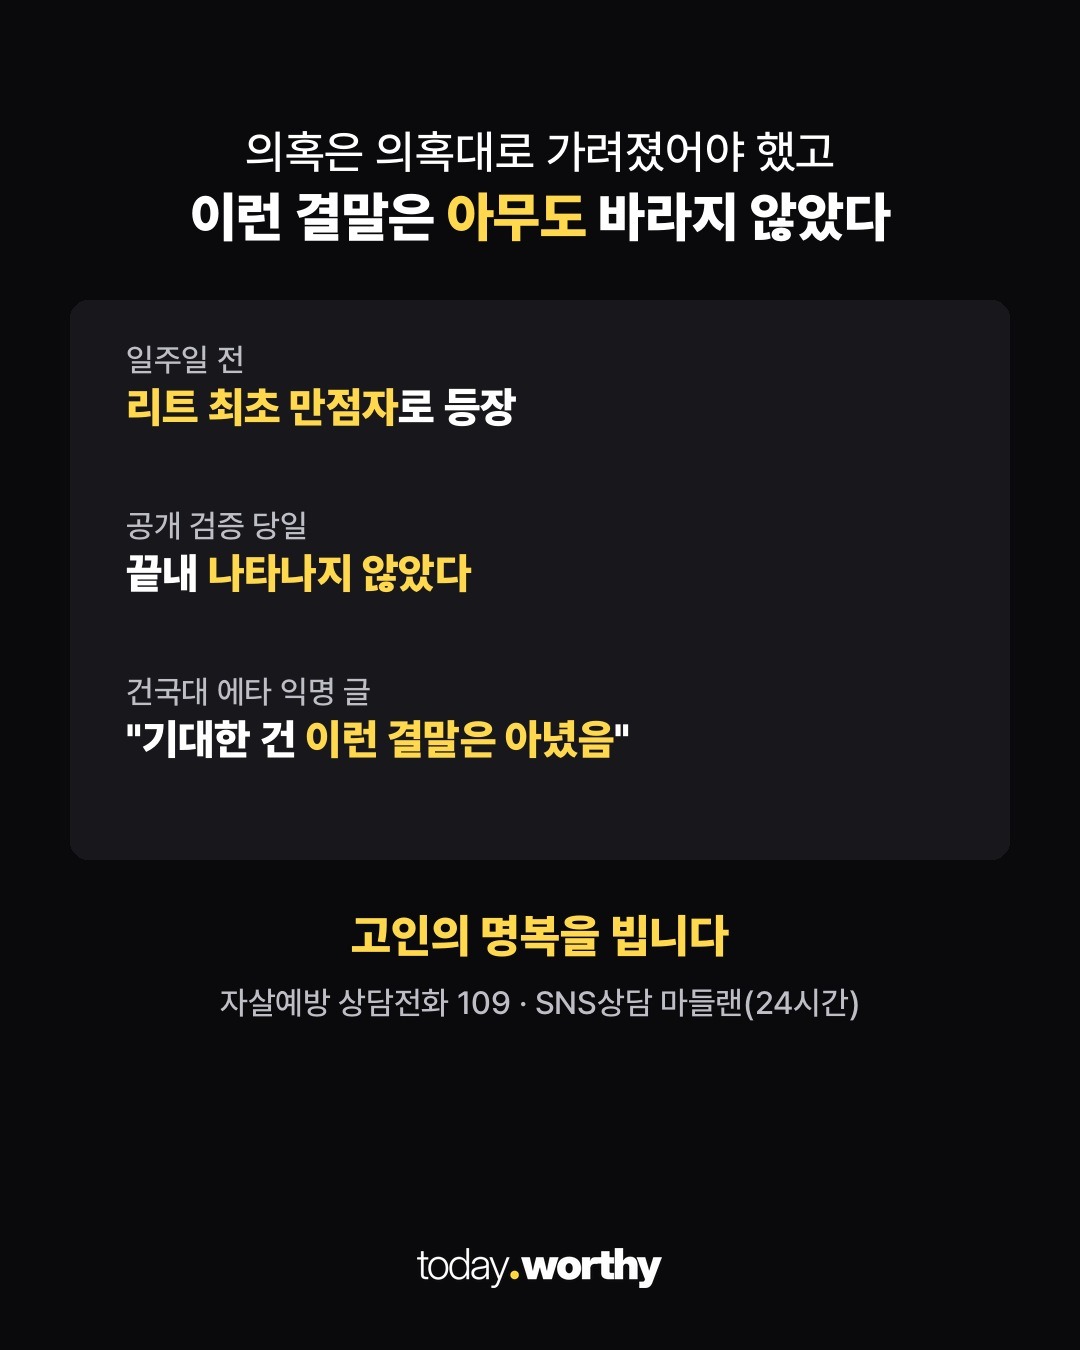 의혹은 의혹대로 가려졌어야 했고
이런 결말은 아무도 바라지 않았다
일주일 전
리트 최초 만점자로 등장
공개 검증 당일
끝내 나타나지 않았다
건국대 에타 익명 글
"기대한 건 이런 결말은 아녔음"
고인의 명복을 빕니다
자살예방 상담전화 109 · SNS상담 마들랜(24시간)
today.worthy